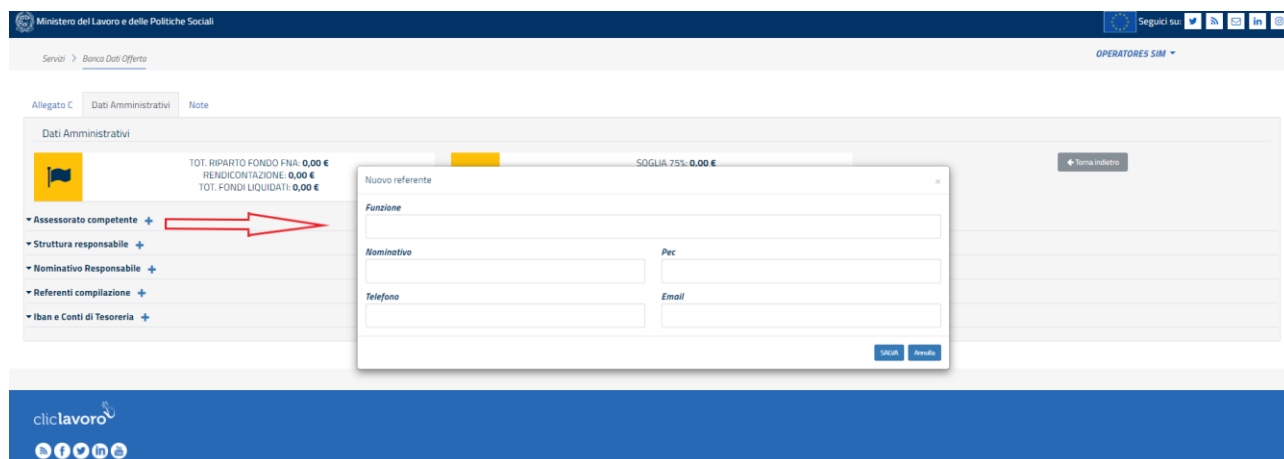 Ministero del Lavoro e delle Politiche Sociali
Seguici su:
Servizi > Banca Dati Offerta
OPERATORES SIM
Allegato C Dati Amministrativi Note
Dati Amministrativi
TOT. RIPARTO FONDO FNA: 0,00 €
RENDICONTAZIONE: 0,00 €
TOT. FONDI LIQUIDATI: 0,00 €
SOGLIA 75%: 0,00 €
Torna indietro
Nuovo referente ×
Funzione
Nominativo Pec
Telefono Email
SALVA Annulla
Assessorato competente +
Struttura responsabile +
Nominativo Responsabile +
Referenti compilazione +
Iban e Conti di Tesoreria +
cliclavoro